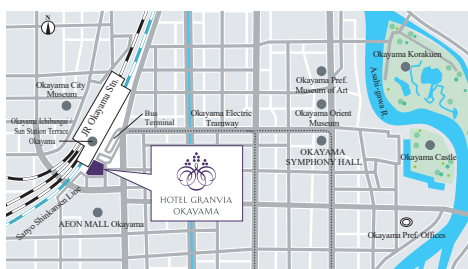 N
Okayama Korakuen
Asahi-gawa R.
Okayama City
Museum
JR Okayama Stn.
Okayama Pref.
Museum of Art
Okayama Ichibangai
/
Sun Station Terrace
Okayama
Bus
Terminal
Okayama Electric
Tramway
Okayama Orient
Museum
OKAYAMA
SYMPHONY HALL
Okayama Castle
HOTEL GRANVIA
OKAYAMA
Sanyo Shinkansen Line
AEON MALL Okayama
Okayama Pref. Offices